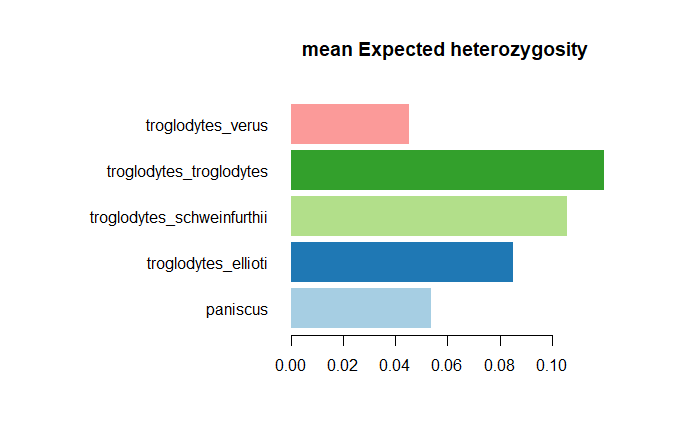 mean Expected heterozygosity
troglodytes_verus
troglodytes_troglodytes
troglodytes_schweinfurthii
troglodytes_ellioti
paniscus
0.00 0.02 0.04 0.06 0.08 0.10